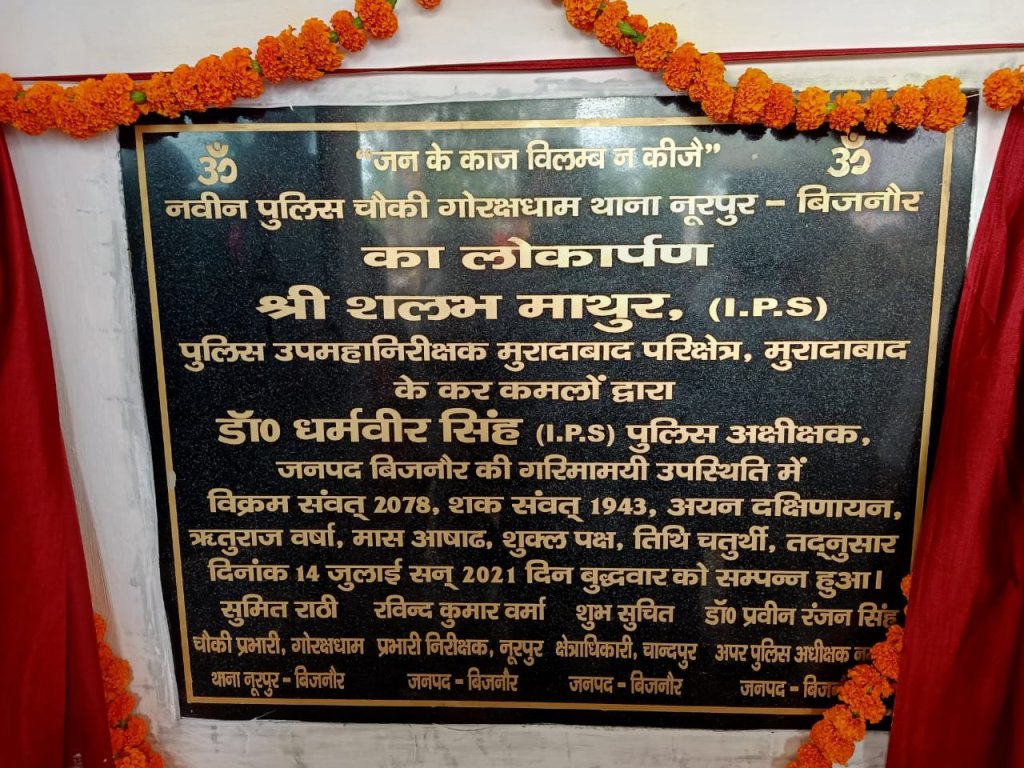 ॐ “जन के काज विलम्ब न कीजै” ॐ
नवीन पुलिस चौकी गोरक्षधाम थाना नूरपुर – बिजनौर
का लोकार्पण
श्री शलभ माथुर, (I.P.S)
पुलिस उपमहानिरीक्षक मुरादाबाद परिक्षेत्र, मुरादाबाद
के कर कमलों द्वारा
डॉ0 धर्मवीर सिंह (I.P.S) पुलिस अक्षीक्षक,
जनपद बिजनौर की गरिमामयी उपस्थिति में
विक्रम संवत् 2078, शक संवत् 1943, अयन दक्षिणायन,
ऋतुराज वर्षा, मास आषाढ, शुक्ल पक्ष, तिथि चतुर्थी, तद्नुसार
दिनांक 14 जुलाई सन् 2021 दिन बुद्धवार को सम्पन्न हुआ।
सुमित राठी रविन्द कुमार वर्मा शुभ सुचित डॉ0 प्रवीन रंजन सिंह
चौकी प्रभारी, गोरक्षधाम प्रभारी निरीक्षक, नूरपुर क्षेत्राधिकारी, चान्दपुर अपर पुलिस अधीक्षक
थाना नूरपुर – बिजनौर जनपद – बिजनौर जनपद – बिजनौर जनपद –